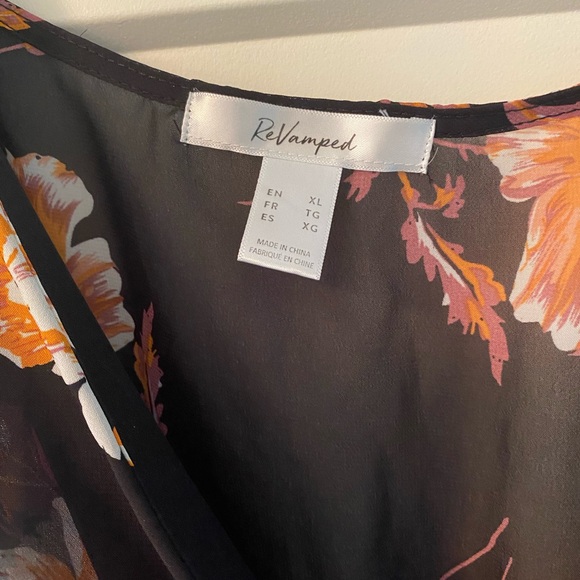 ReVamped
EN XL
FR TG
ES XG
MADE IN CHINA
FABRIQUÉ EN CHINE